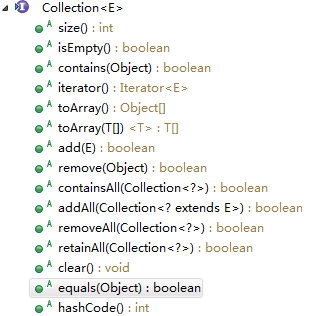 Collection<E>
A size() : int
A isEmpty() : boolean
A contains(Object) : boolean
A iterator() : Iterator<E>
A toArray() : Object[]
A toArray(T[]) <T> : T[]
A add(E) : boolean
A remove(Object) : boolean
A containsAll(Collection<?>) : boolean
A addAll(Collection<? extends E>) : boolean
A removeAll(Collection<?>) : boolean
A retainAll(Collection<?>) : boolean
A clear() : void
A equals(Object) : boolean
A hashCode() : int